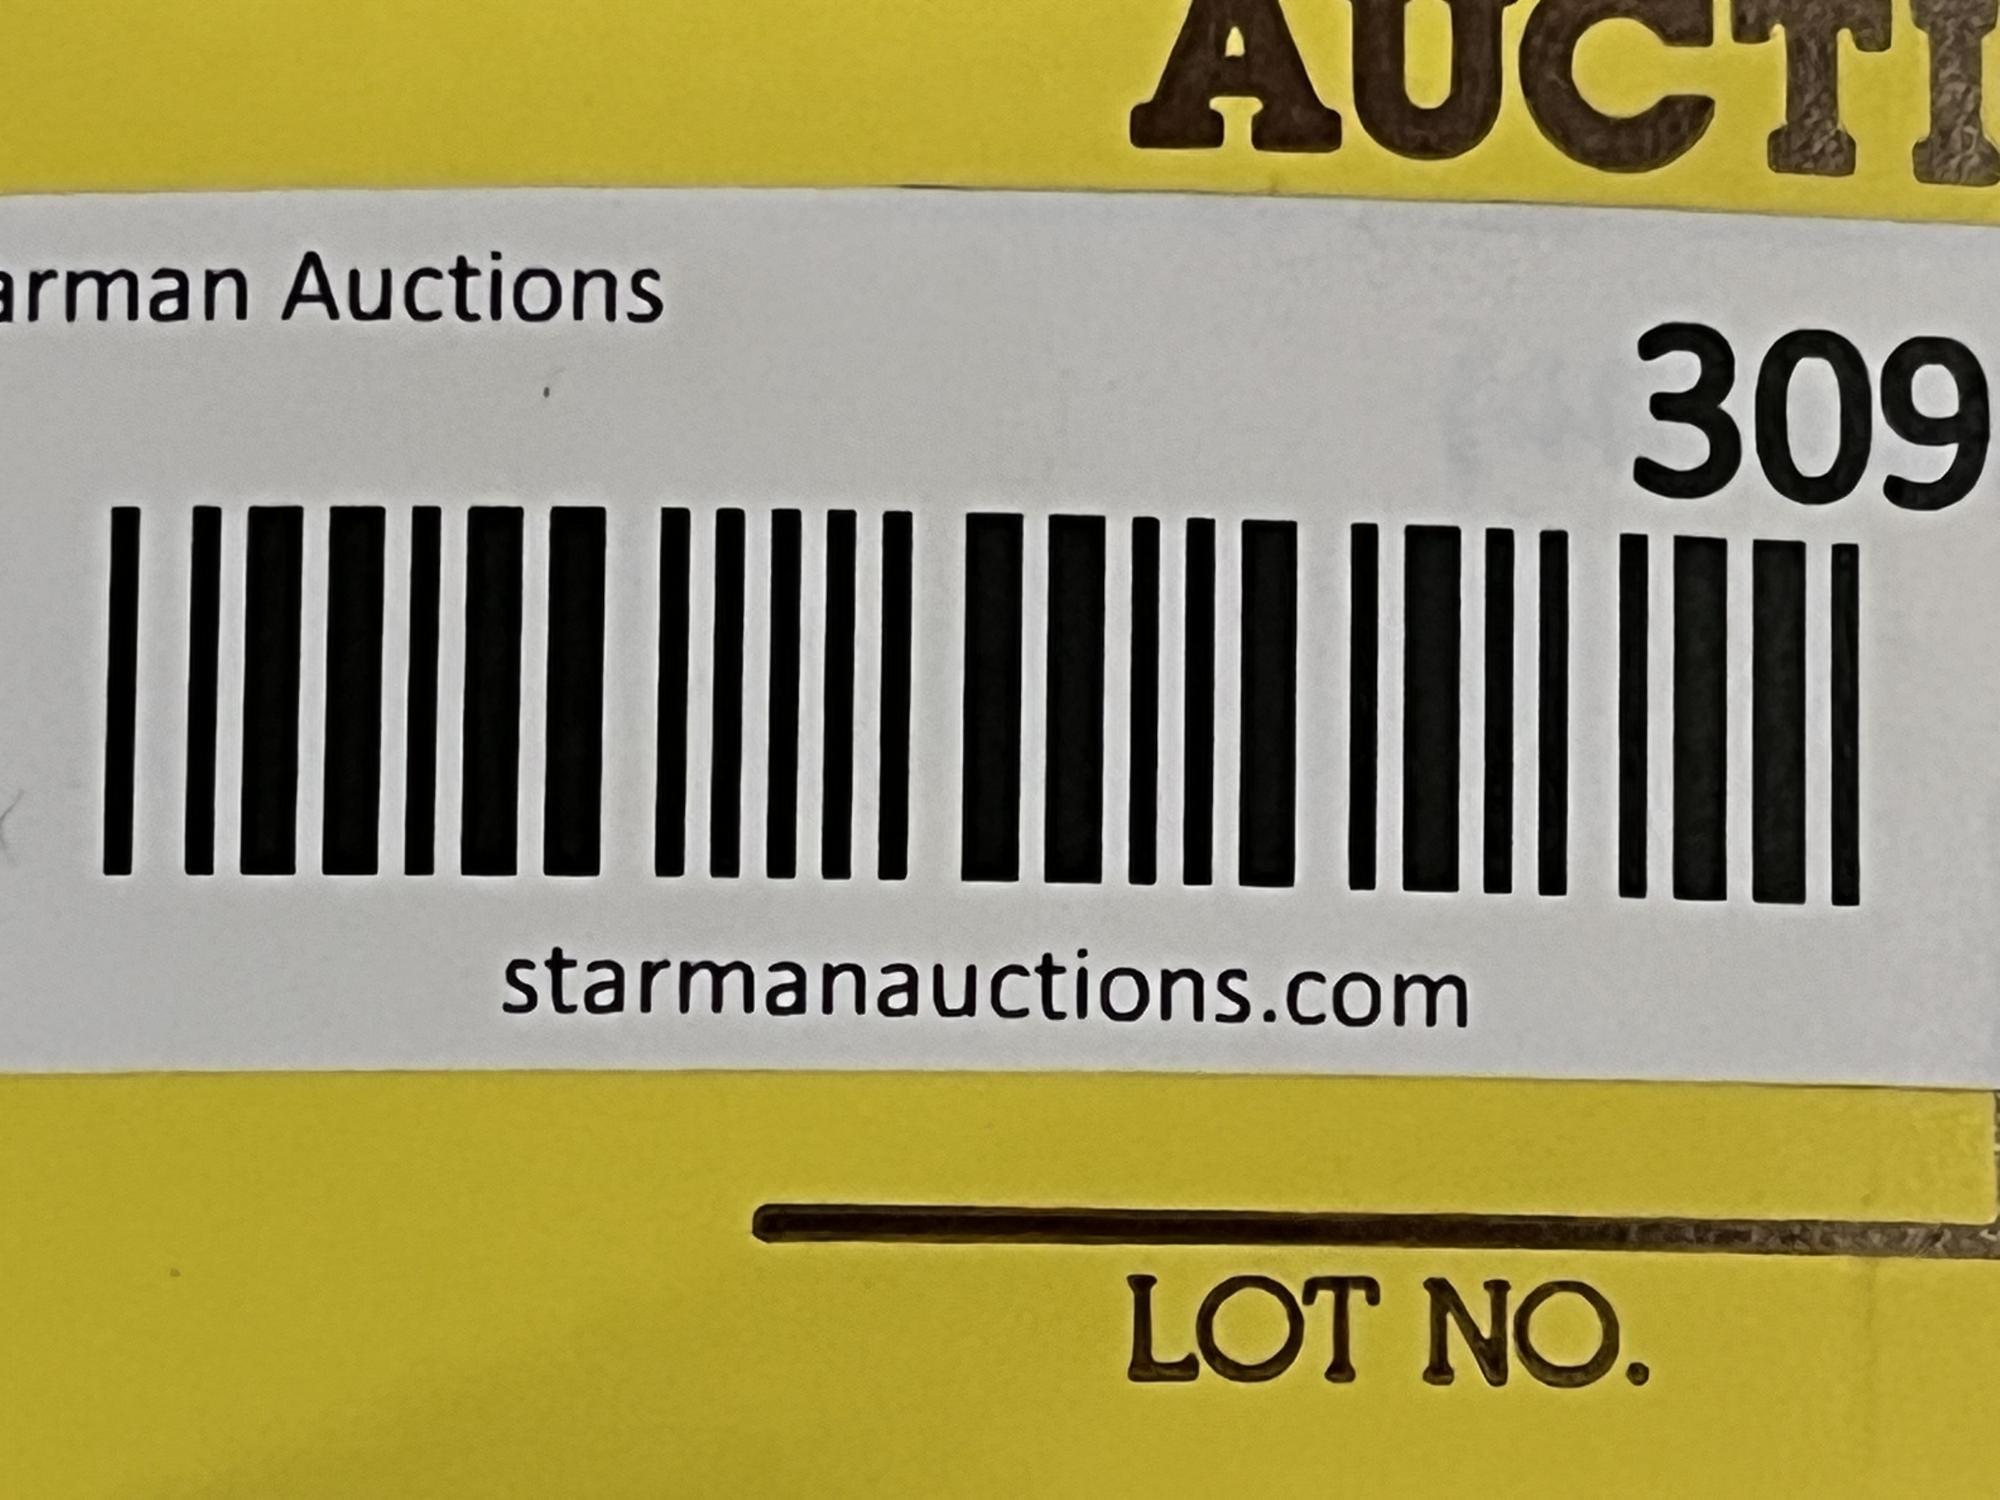 AUCTI
arman Auctions
309
starmanauctions.com
LOT NO.